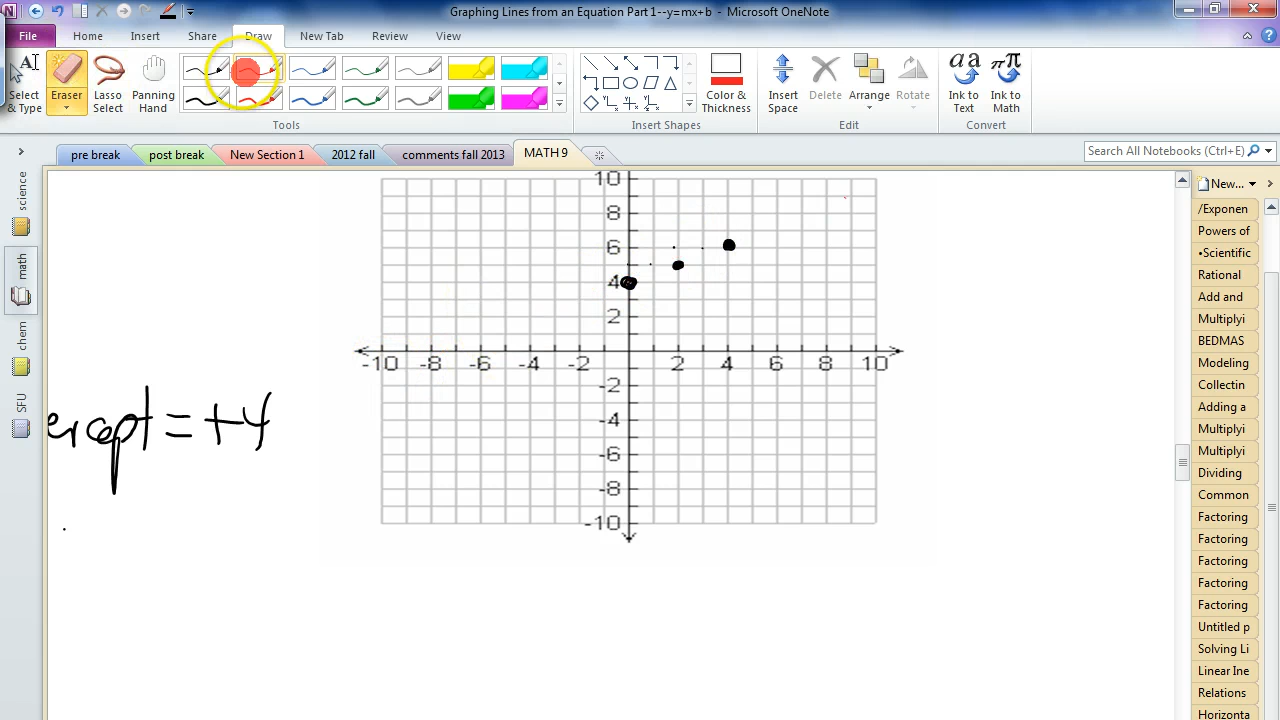 Graphing Lines from an Equation Part 1--y=mx+b - Microsoft OneNote
File Home Insert Share Draw New Tab Review View
Select & Type
Eraser
Lasso Select
Panning Hand
Color & Thickness
Insert Space
Delete
Arrange
Rotate
Ink to Text
Ink to Math
Tools Insert Shapes Edit Convert
pre break post break New Section 1 2012 fall comments fall 2013 MATH 9
Search All Notebooks (Ctrl+E)
science
math
chem
SFU
10
8
6
4
2
-10 -8 -6 -4 -2 2 4 6 8 10
-2
-4
-6
-8
-10
ercept = +4
New...
/Exponen
Powers of
•Scientific
Rational
Add and
Multiplyi
BEDMAS
Modeling
Collectin
Adding a
Multiplyi
Multiplyi
Dividing
Common
Factoring
Factoring
Factoring
Factoring
Factoring
Untitled p
Solving Li
Linear Ine
Relations
Horizonta